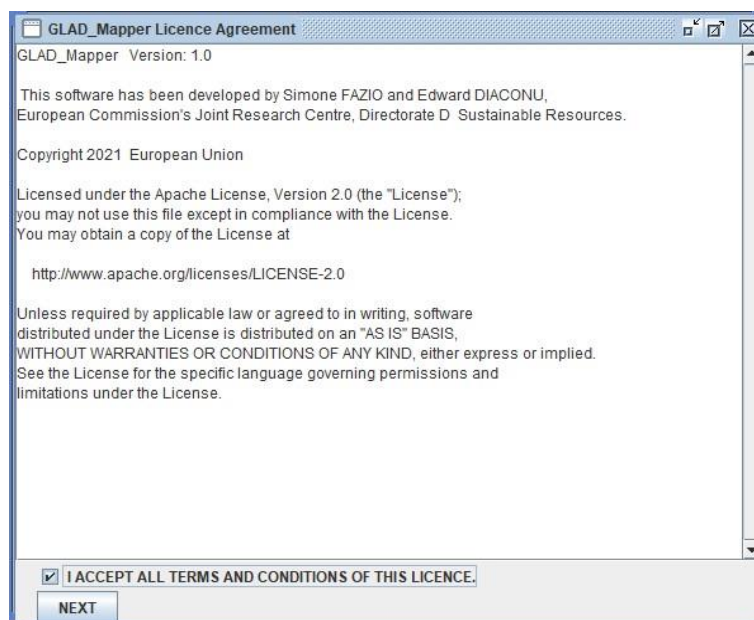 GLAD_Mapper Licence Agreement
GLAD_Mapper Version: 1.0
This software has been developed by Simone FAZIO and Edward DIACONU,
European Commission's Joint Research Centre, Directorate D Sustainable Resources.
Copyright 2021 European Union
Licensed under the Apache License, Version 2.0 (the "License");
you may not use this file except in compliance with the License.
You may obtain a copy of the License at
http://www.apache.org/licenses/LICENSE-2.0
Unless required by applicable law or agreed to in writing, software
distributed under the License is distributed on an "AS IS" BASIS,
WITHOUT WARRANTIES OR CONDITIONS OF ANY KIND, either express or implied.
See the License for the specific language governing permissions and
limitations under the License.
I ACCEPT ALL TERMS AND CONDITIONS OF THIS LICENCE.
NEXT